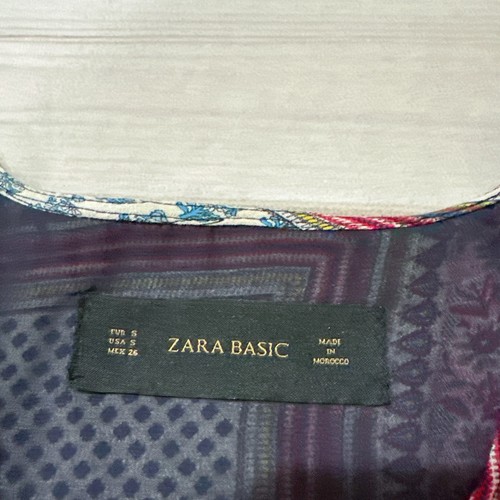 EUR S
USA S
MEX 26
ZARA BASIC
MADE
IN
MOROCCO